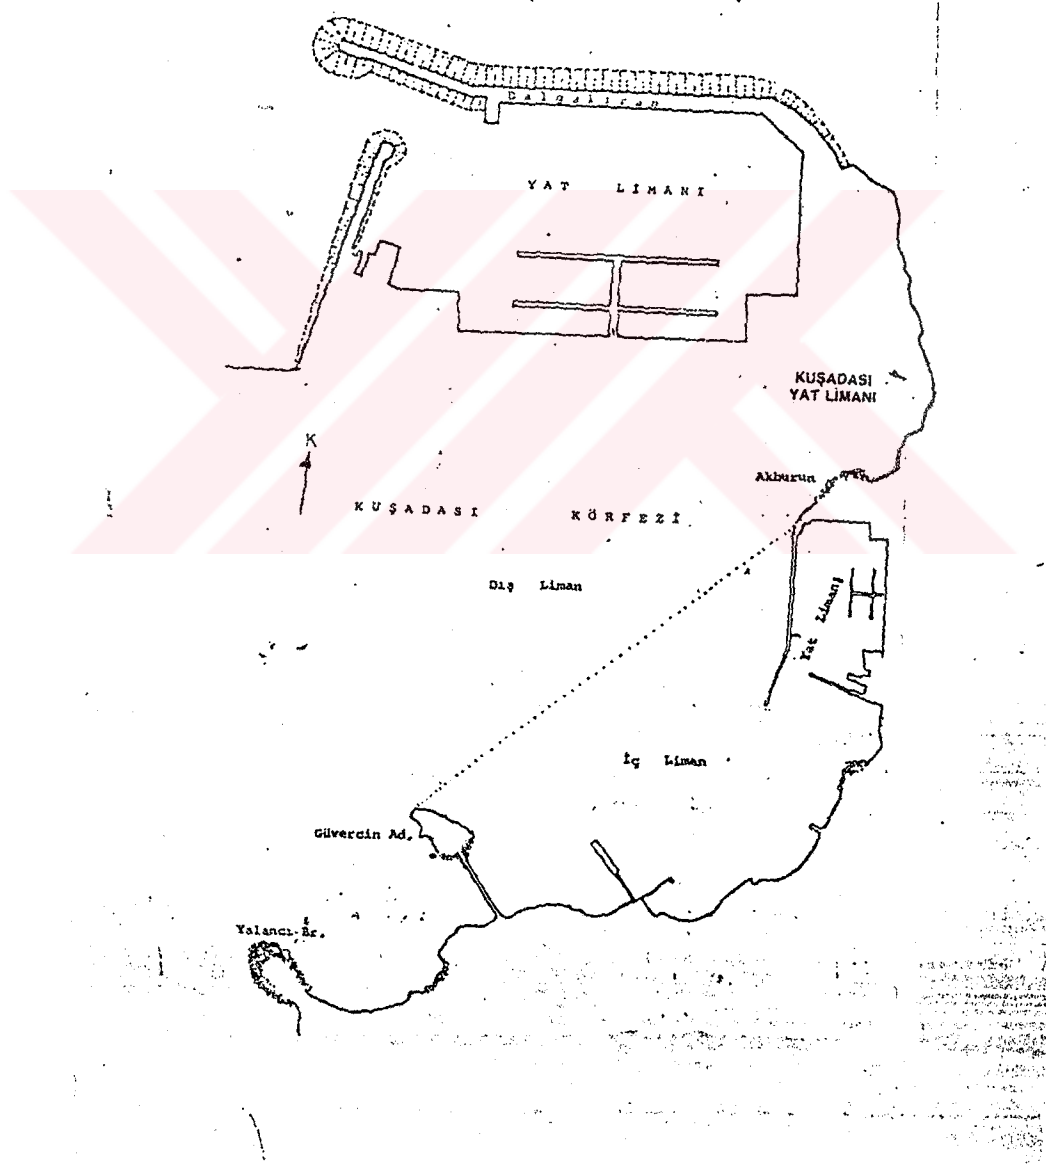 Dalgakıran
YAT LİMANI
KUŞADASI
YAT LİMANI
K
Akburun
KUŞADASI KÖRFEZİ
Dış Liman
Yat Limanı
İç Liman
Güvercin Ad.
Yalancı Br.